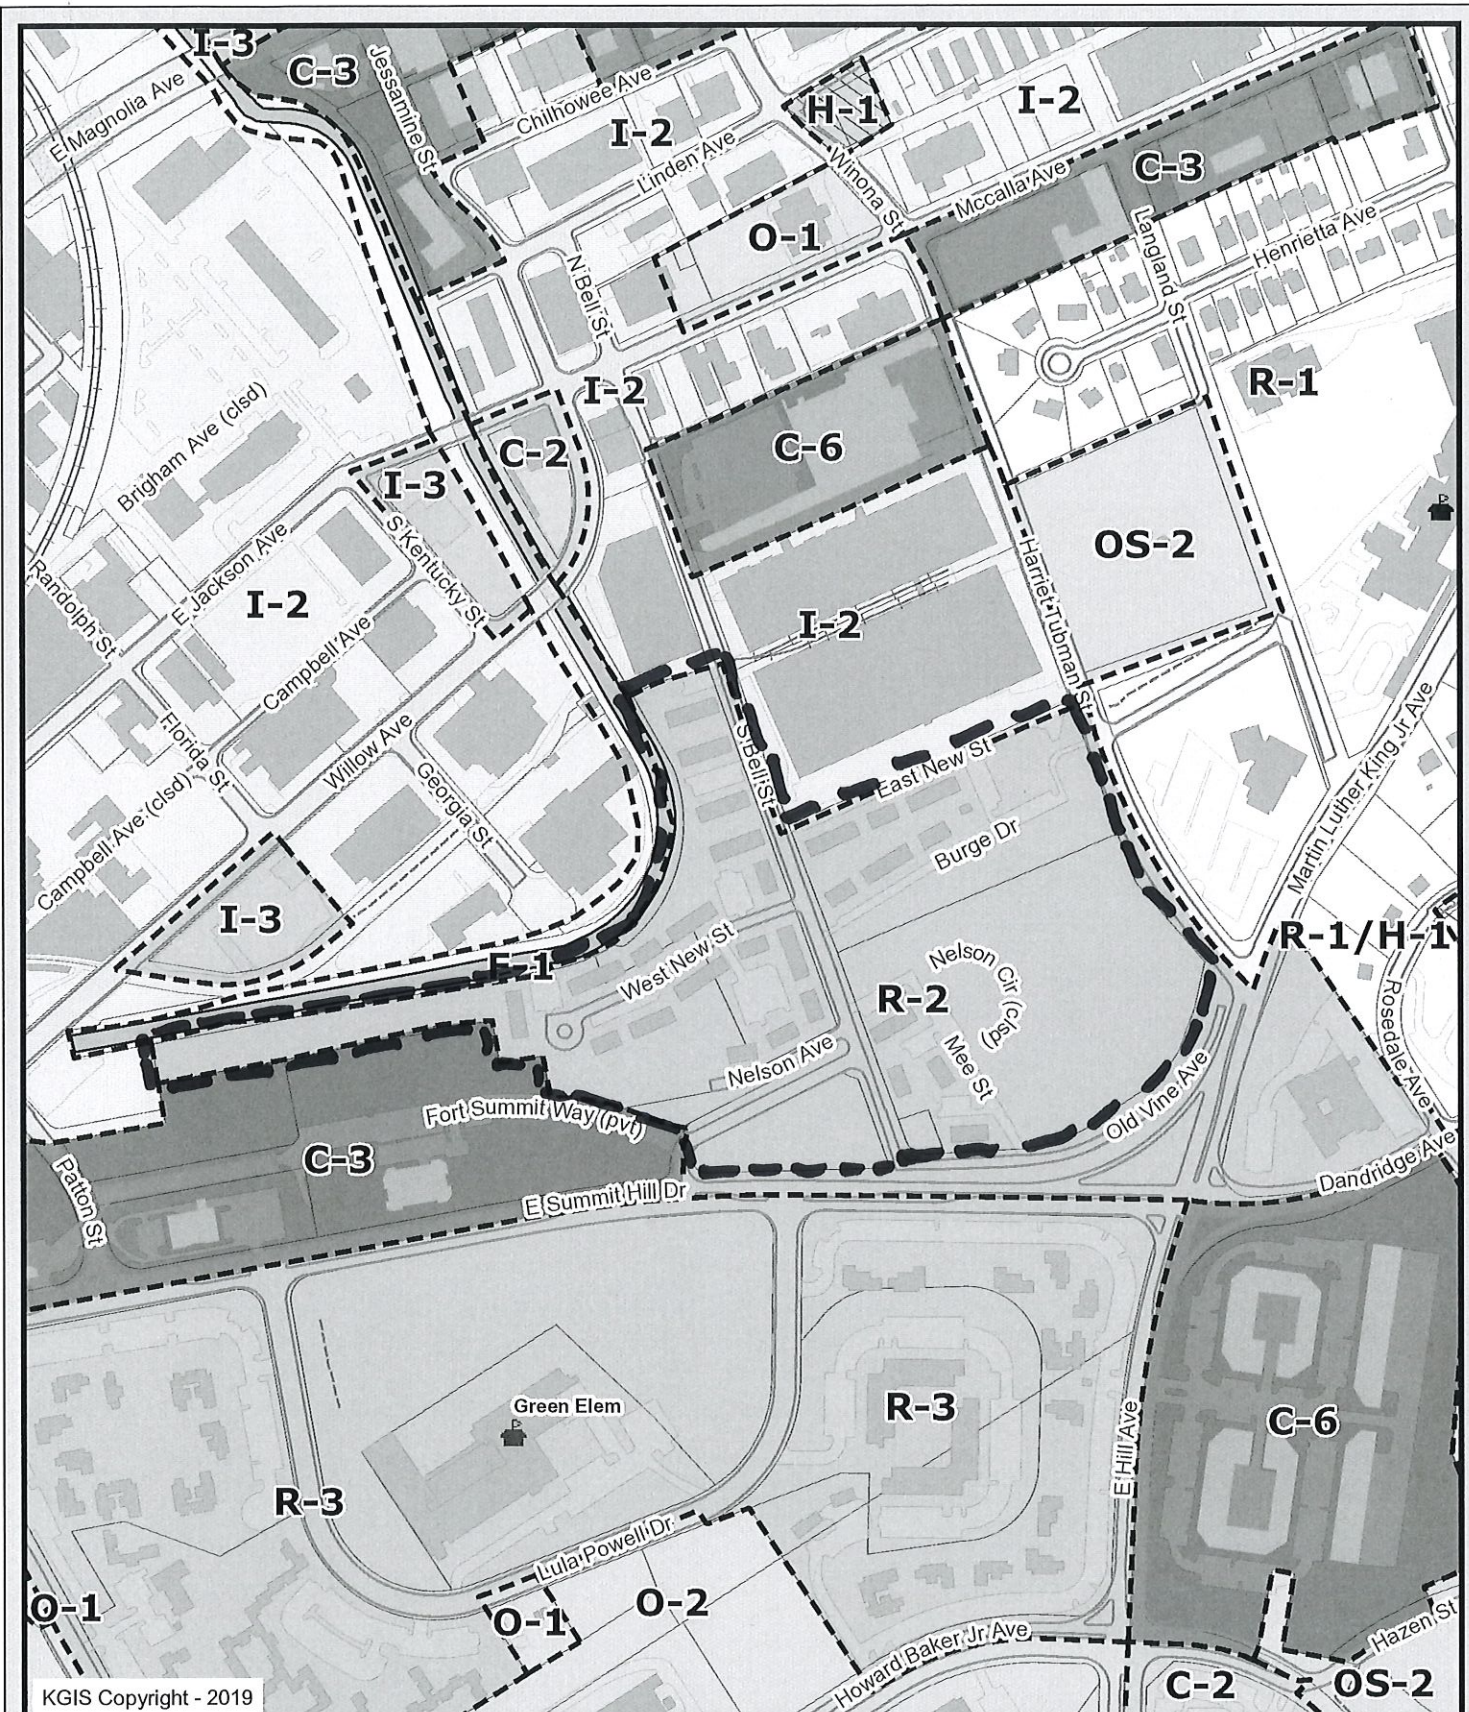 I-3
C-3
Jessamine St
E Magnolia Ave
Chilhowee Ave
I-2
H-1
I-2
Linden Ave
Winona St
Mccalla Ave
C-3
O-1
Langland St
Henrietta Ave
N Bell St
I-2
R-1
Brigham Ave (clsd)
C-2
C-6
I-3
S Kentucky St
E Jackson Ave
OS-2
Randolph St
I-2
Harriet Tubman St
I-2
Campbell Ave
Florida St
Willow Ave
S Bell St
East New St
Martin Luther King Jr Ave
Georgia St
Campbell Ave (clsd)
Burge Dr
I-3
R-1/H-1
F-1
West New St
Nelson Cir (clsd)
R-2
Rosedale Ave
Nelson Ave
Mee St
Fort Summit Way (pvt)
Old Vine Ave
C-3
Patton St
Dandridge Ave
E Summit Hill Dr
Green Elem
R-3
C-6
E Hill Ave
R-3
Lula Powell Dr
O-1
O-1
O-2
Howard Baker Jr Ave
Hazen St
C-2
OS-2
KGIS Copyright - 2019